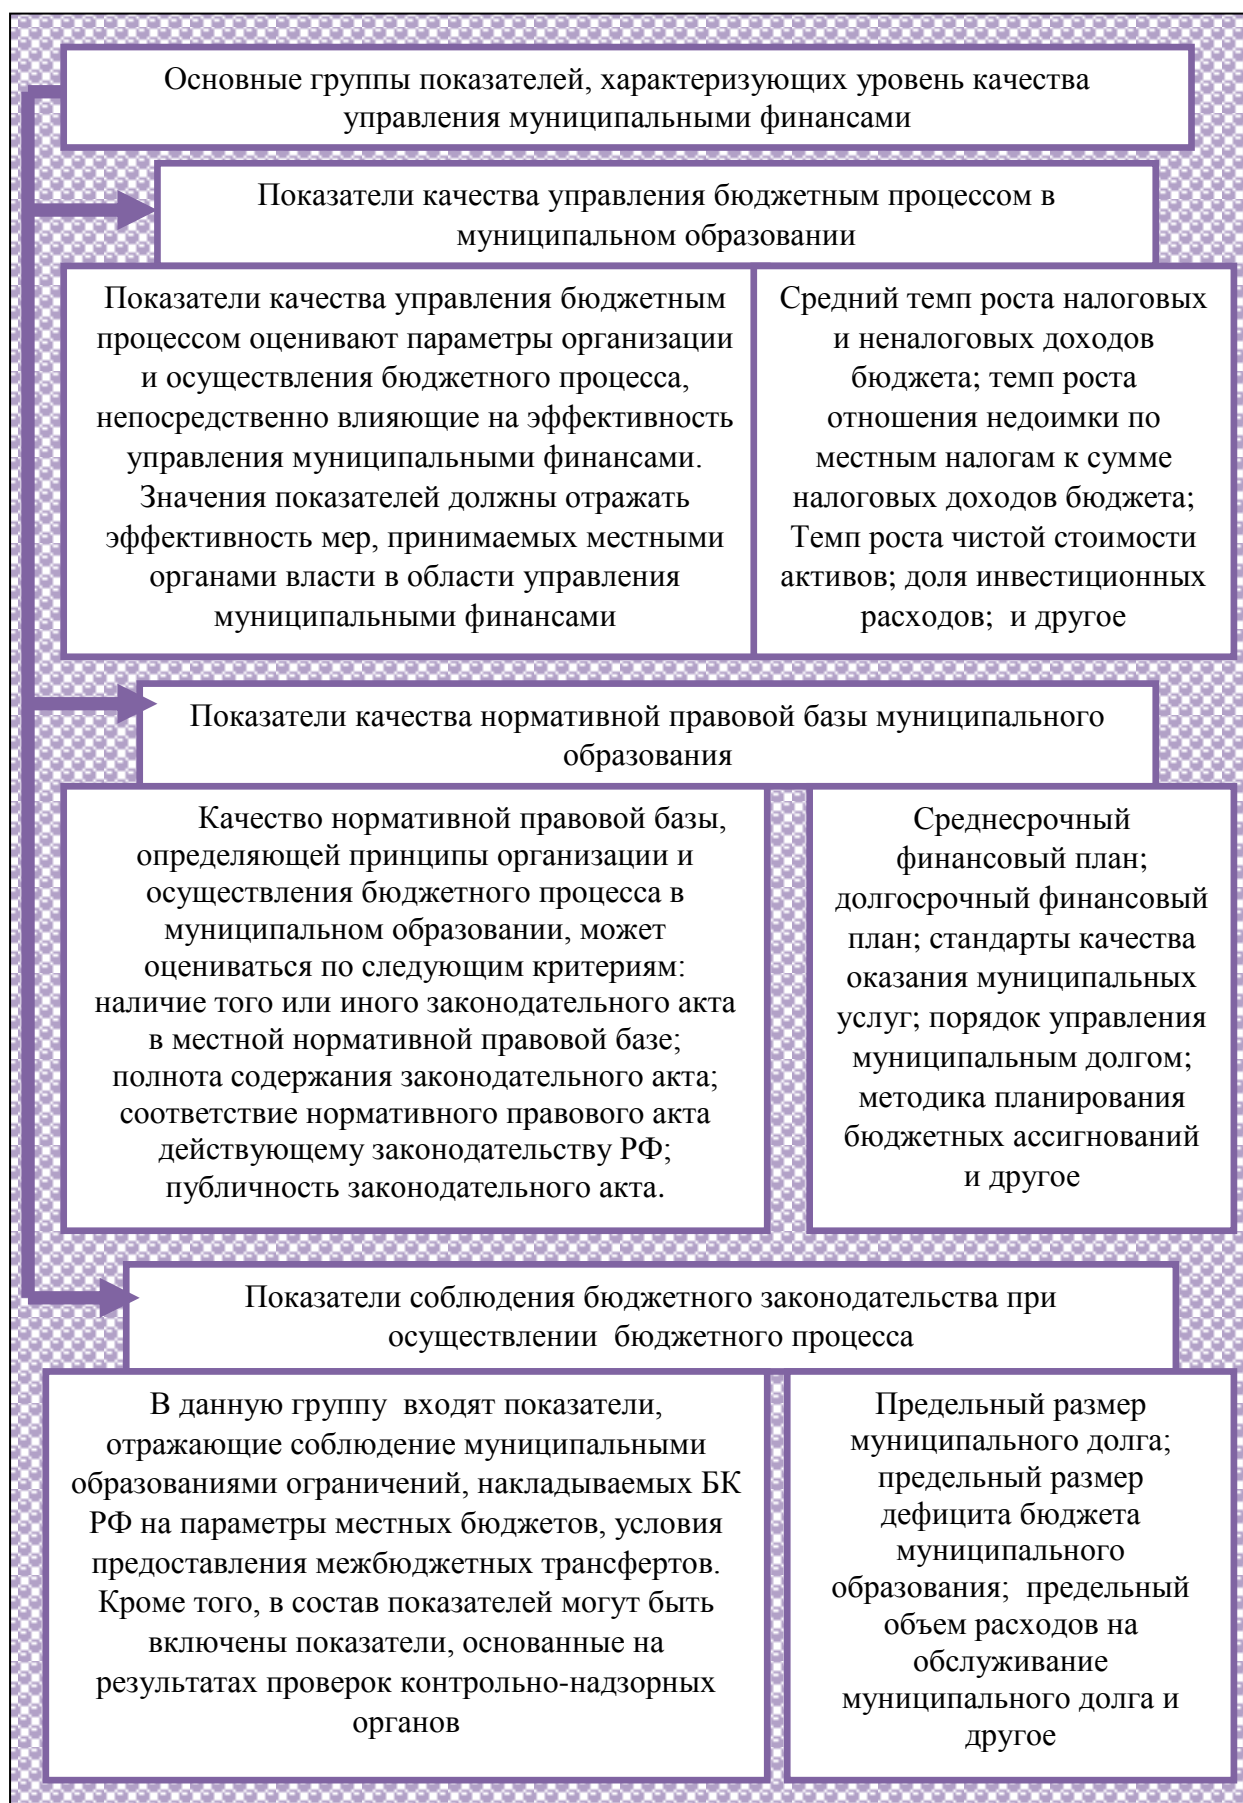 Основные группы показателей, характеризующих уровень качества
управления муниципальными финансами
Показатели качества управления бюджетным процессом в
муниципальном образовании
Показатели качества управления бюджетным
процессом оценивают параметры организации
и осуществления бюджетного процесса,
непосредственно влияющие на эффективность
управления муниципальными финансами.
Значения показателей должны отражать
эффективность мер, принимаемых местными
органами власти в области управления
муниципальными финансами
Средний темп роста налоговых
и неналоговых доходов
бюджета; темп роста
отношения недоимки по
местным налогам к сумме
налоговых доходов бюджета;
Темп роста чистой стоимости
активов; доля инвестиционных
расходов;  и другое
Показатели качества нормативной правовой базы муниципального
образования
Качество нормативной правовой базы,
определяющей принципы организации и
осуществления бюджетного процесса в
муниципальном образовании, может
оцениваться по следующим критериям:
наличие того или иного законодательного акта
в местной нормативной правовой базе;
полнота содержания законодательного акта;
соответствие нормативного правового акта
действующему законодательству РФ;
публичность законодательного акта.
Среднесрочный
финансовый план;
долгосрочный финансовый
план; стандарты качества
оказания муниципальных
услуг; порядок управления
муниципальным долгом;
методика планирования
бюджетных ассигнований
и другое
Показатели соблюдения бюджетного законодательства при
осуществлении  бюджетного процесса
В данную группу  входят показатели,
отражающие соблюдение муниципальными
образованиями ограничений, накладываемых БК
РФ на параметры местных бюджетов, условия
предоставления межбюджетных трансфертов.
Кроме того, в состав показателей могут быть
включены показатели, основанные на
результатах проверок контрольно-надзорных
органов
Предельный размер
муниципального долга;
предельный размер
дефицита бюджета
муниципального
образования;  предельный
объем расходов на
обслуживание
муниципального долга и
другое